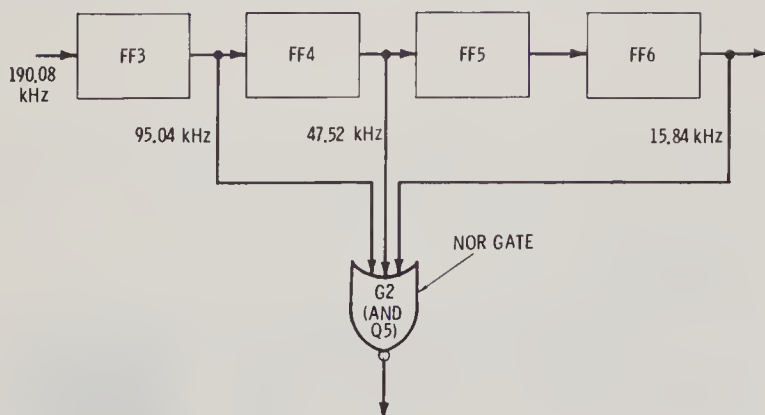 FF3
FF4
FF5
FF6
190.08
kHz
95.04 kHz
47.52 kHz
15.84 kHz
NOR GATE
G2
(AND
Q5)